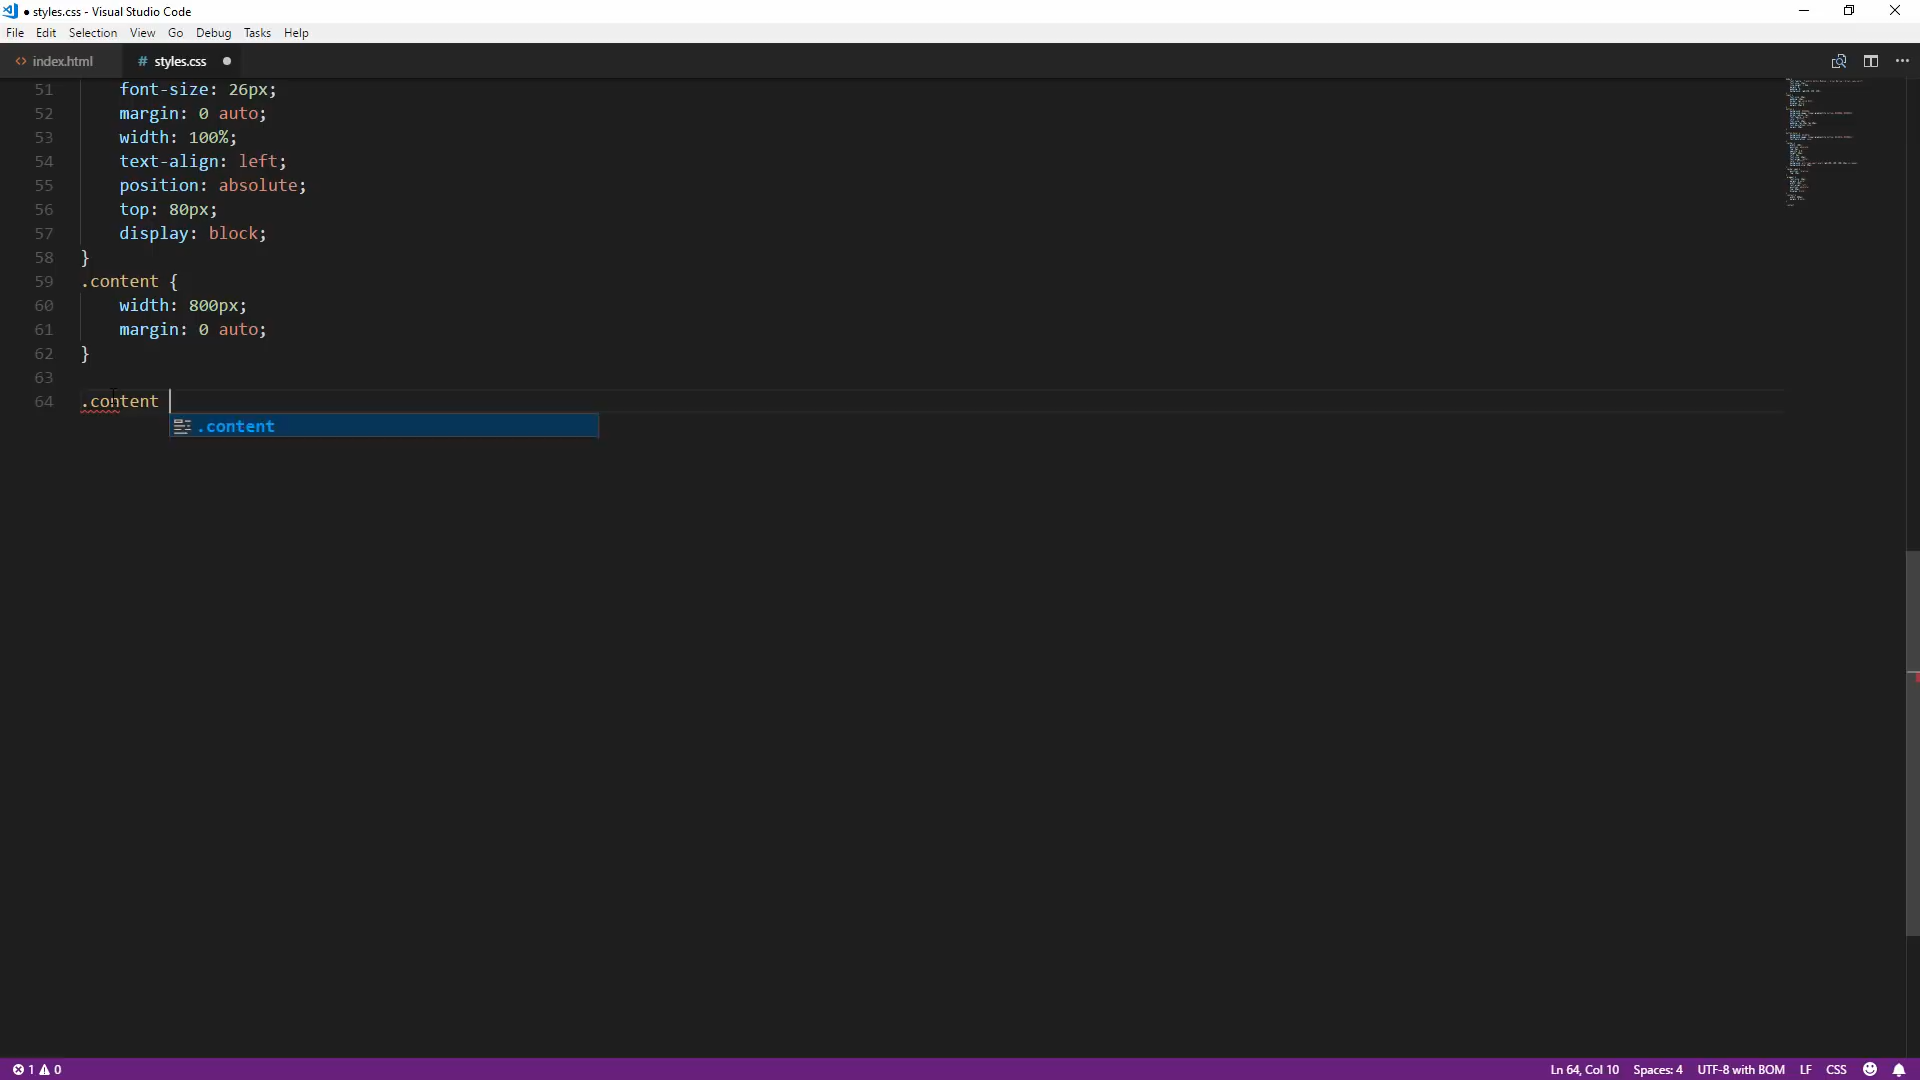 ● styles.css - Visual Studio Code
File Edit Selection View Go Debug Tasks Help
<> index.html # styles.css ●
51 font-size: 26px;
52 margin: 0 auto;
53 width: 100%;
54 text-align: left;
55 position: absolute;
56 top: 80px;
57 display: block;
58 }
59 .content {
60 width: 800px;
61 margin: 0 auto;
62 }
63
64 .content
.content
1 0 Ln 64, Col 10 Spaces: 4 UTF-8 with BOM LF CSS